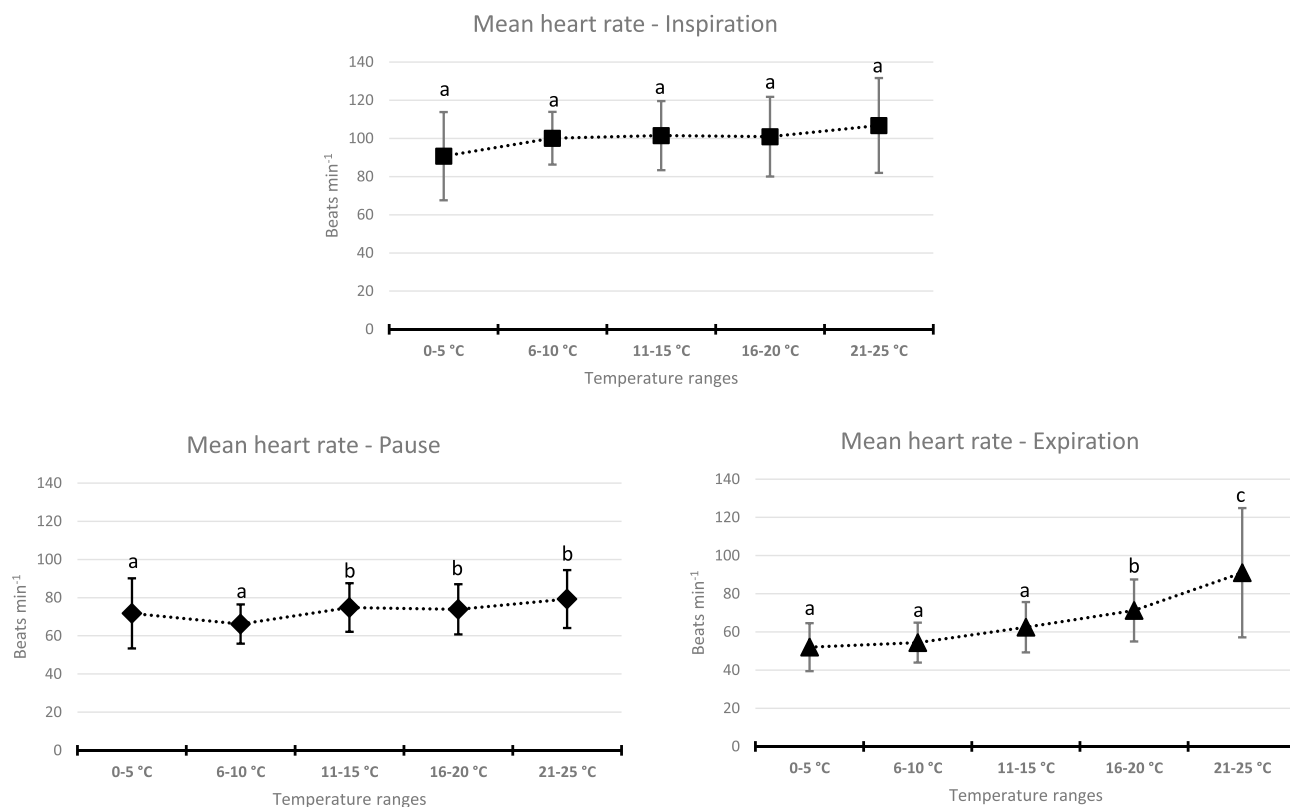 Mean heart rate - Inspiration
140
120
100
80
60
40
20
0
Beats min⁻¹
a a a a a
0-5 °C 6-10 °C 11-15 °C 16-20 °C 21-25 °C
Temperature ranges
Mean heart rate - Pause
140
120
100
80
60
40
20
0
Beats min⁻¹
a a b b b
0-5 °C 6-10 °C 11-15 °C 16-20 °C 21-25 °C
Temperature ranges
Mean heart rate - Expiration
140
120
100
80
60
40
20
0
Beats min⁻¹
a a a b c
0-5 °C 6-10 °C 11-15 °C 16-20 °C 21-25 °C
Temperature ranges